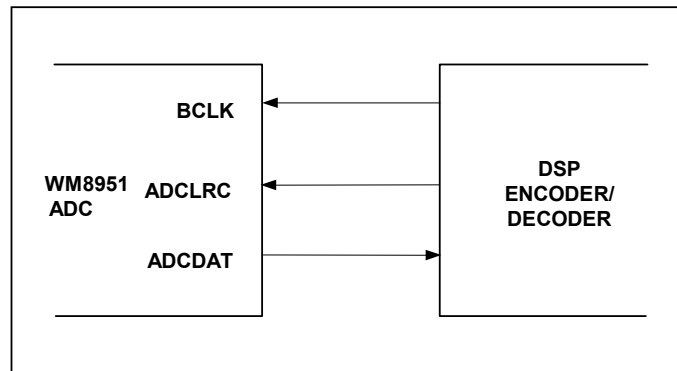 BCLK
WM8951
ADC
ADCLRC
ADCDAT
DSP
ENCODER/
DECODER